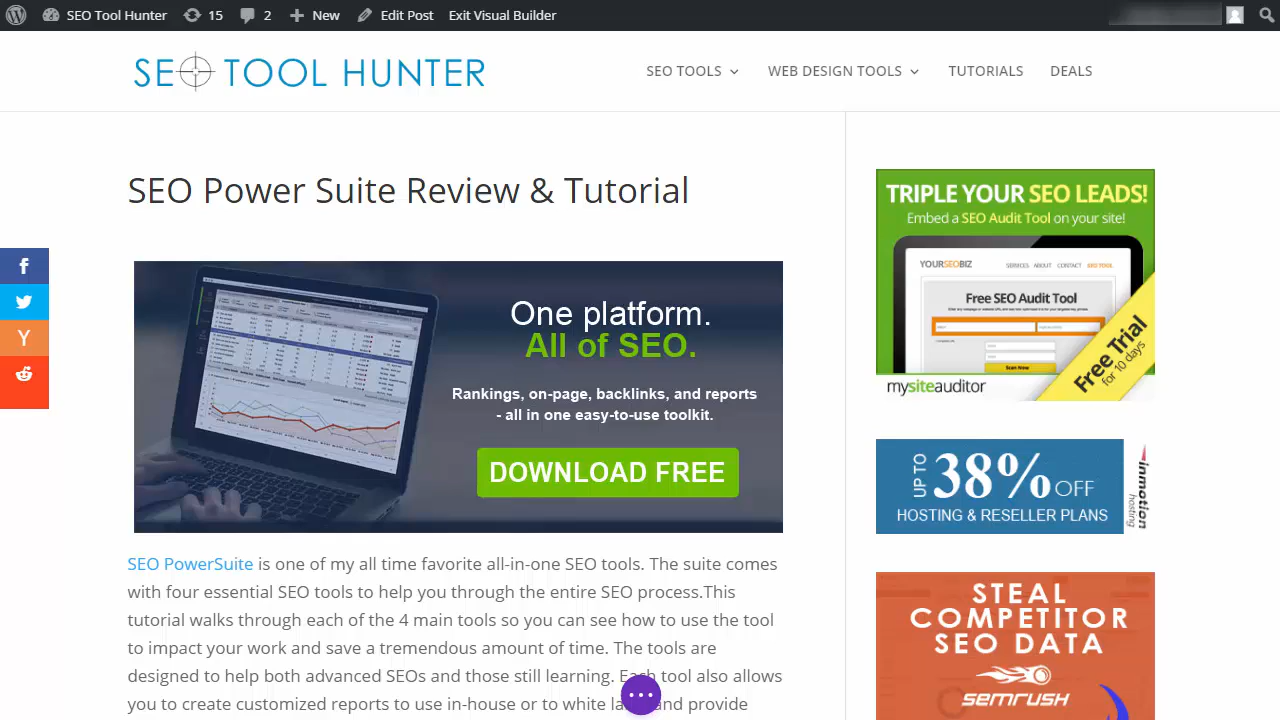 SEO Tool Hunter 15 2 New Edit Post Exit Visual Builder
SEO TOOL HUNTER
SEO TOOLS WEB DESIGN TOOLS TUTORIALS DEALS
SEO Power Suite Review & Tutorial
One platform.
All of SEO.
Rankings, on-page, backlinks, and reports
- all in one easy-to-use toolkit.
DOWNLOAD FREE
SEO PowerSuite is one of my all time favorite all-in-one SEO tools. The suite comes
with four essential SEO tools to help you through the entire SEO process.This
tutorial walks through each of the 4 main tools so you can see how to use the tool
to impact your work and save a tremendous amount of time. The tools are
designed to help both advanced SEOs and those still learning. Each tool also allows
you to create customized reports to use in-house or to white and provide
TRIPLE YOUR SEO LEADS!
Embed a SEO Audit Tool on your site!
YOURSEOBIZ
SERVICES ABOUT CONTACT SEO TOOL
Free SEO Audit Tool
Scan Now
Free Trial
for 10 days
mysiteauditor
UP TO 38% OFF
HOSTING & RESELLER PLANS
inmotion
hosting
STEAL
COMPETITOR
SEO DATA
SEMRUSH